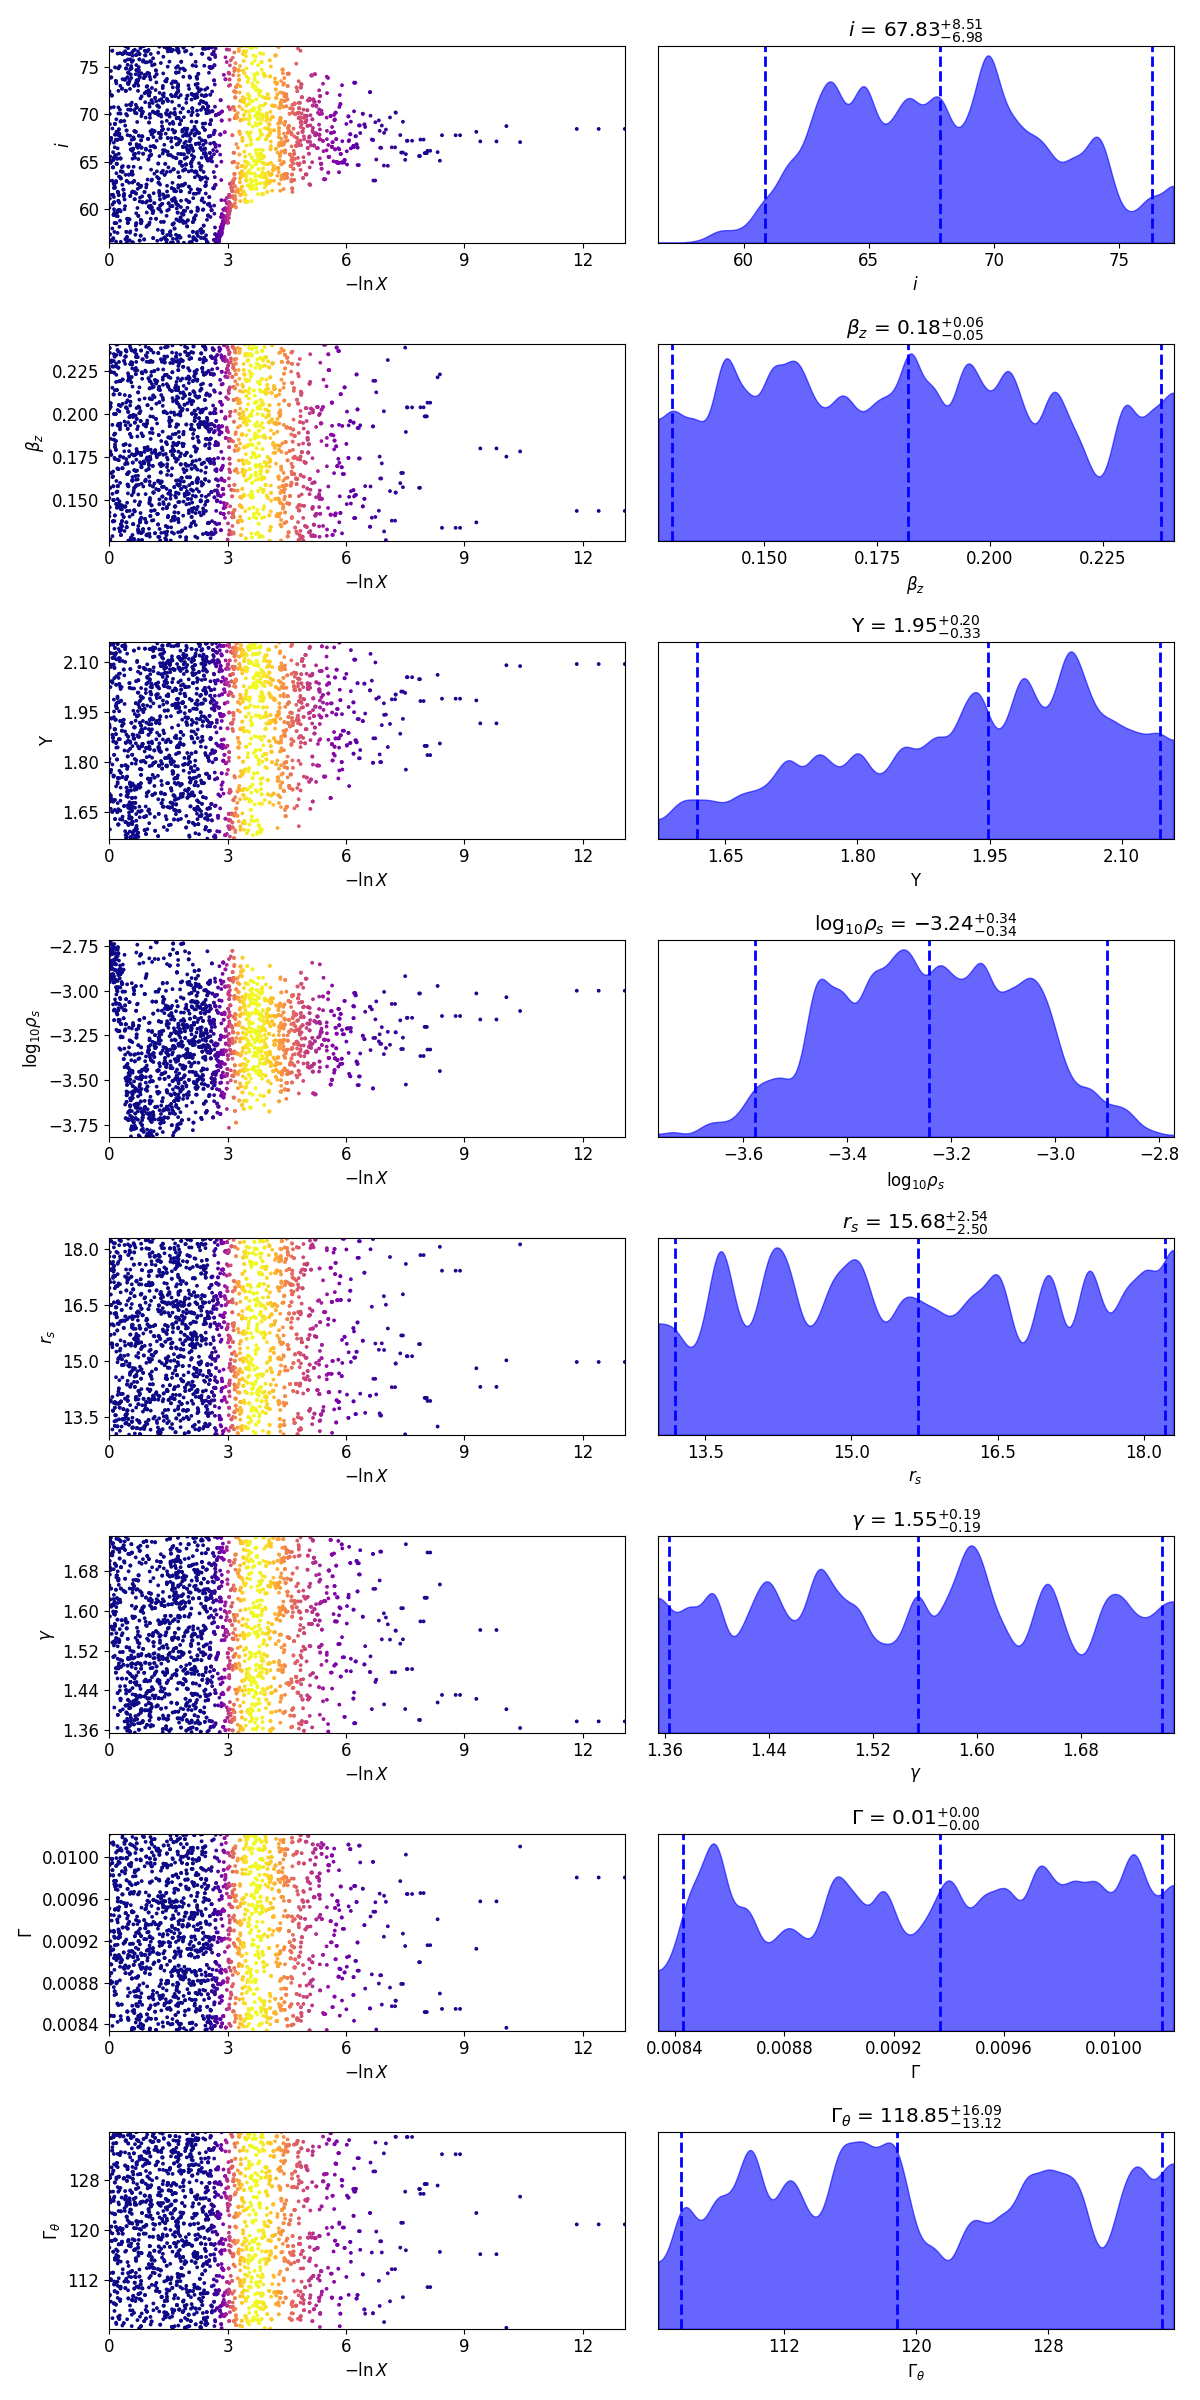 i = 67.83^{+8.51}_{-6.98}
75
70
65
60
i
0 3 6 9 12
−ln X
60 65 70 75
i
β_z = 0.18^{+0.06}_{-0.05}
0.225
0.200
0.175
0.150
β_z
0 3 6 9 12
−ln X
0.150 0.175 0.200 0.225
β_z
Υ = 1.95^{+0.20}_{-0.33}
2.10
1.95
1.80
1.65
Υ
0 3 6 9 12
−ln X
1.65 1.80 1.95 2.10
Υ
log₁₀ρ_s = −3.24^{+0.34}_{-0.34}
−2.75
−3.00
−3.25
−3.50
−3.75
log₁₀ρ_s
0 3 6 9 12
−ln X
−3.6 −3.4 −3.2 −3.0 −2.8
log₁₀ρ_s
r_s = 15.68^{+2.54}_{-2.50}
18.0
16.5
15.0
13.5
r_s
0 3 6 9 12
−ln X
13.5 15.0 16.5 18.0
r_s
γ = 1.55^{+0.19}_{-0.19}
1.68
1.60
1.52
1.44
1.36
γ
0 3 6 9 12
−ln X
1.36 1.44 1.52 1.60 1.68
γ
Γ = 0.01^{+0.00}_{-0.00}
0.0100
0.0096
0.0092
0.0088
0.0084
Γ
0 3 6 9 12
−ln X
0.0084 0.0088 0.0092 0.0096 0.0100
Γ
Γ_θ = 118.85^{+16.09}_{-13.12}
128
120
112
Γ_θ
0 3 6 9 12
−ln X
112 120 128
Γ_θ